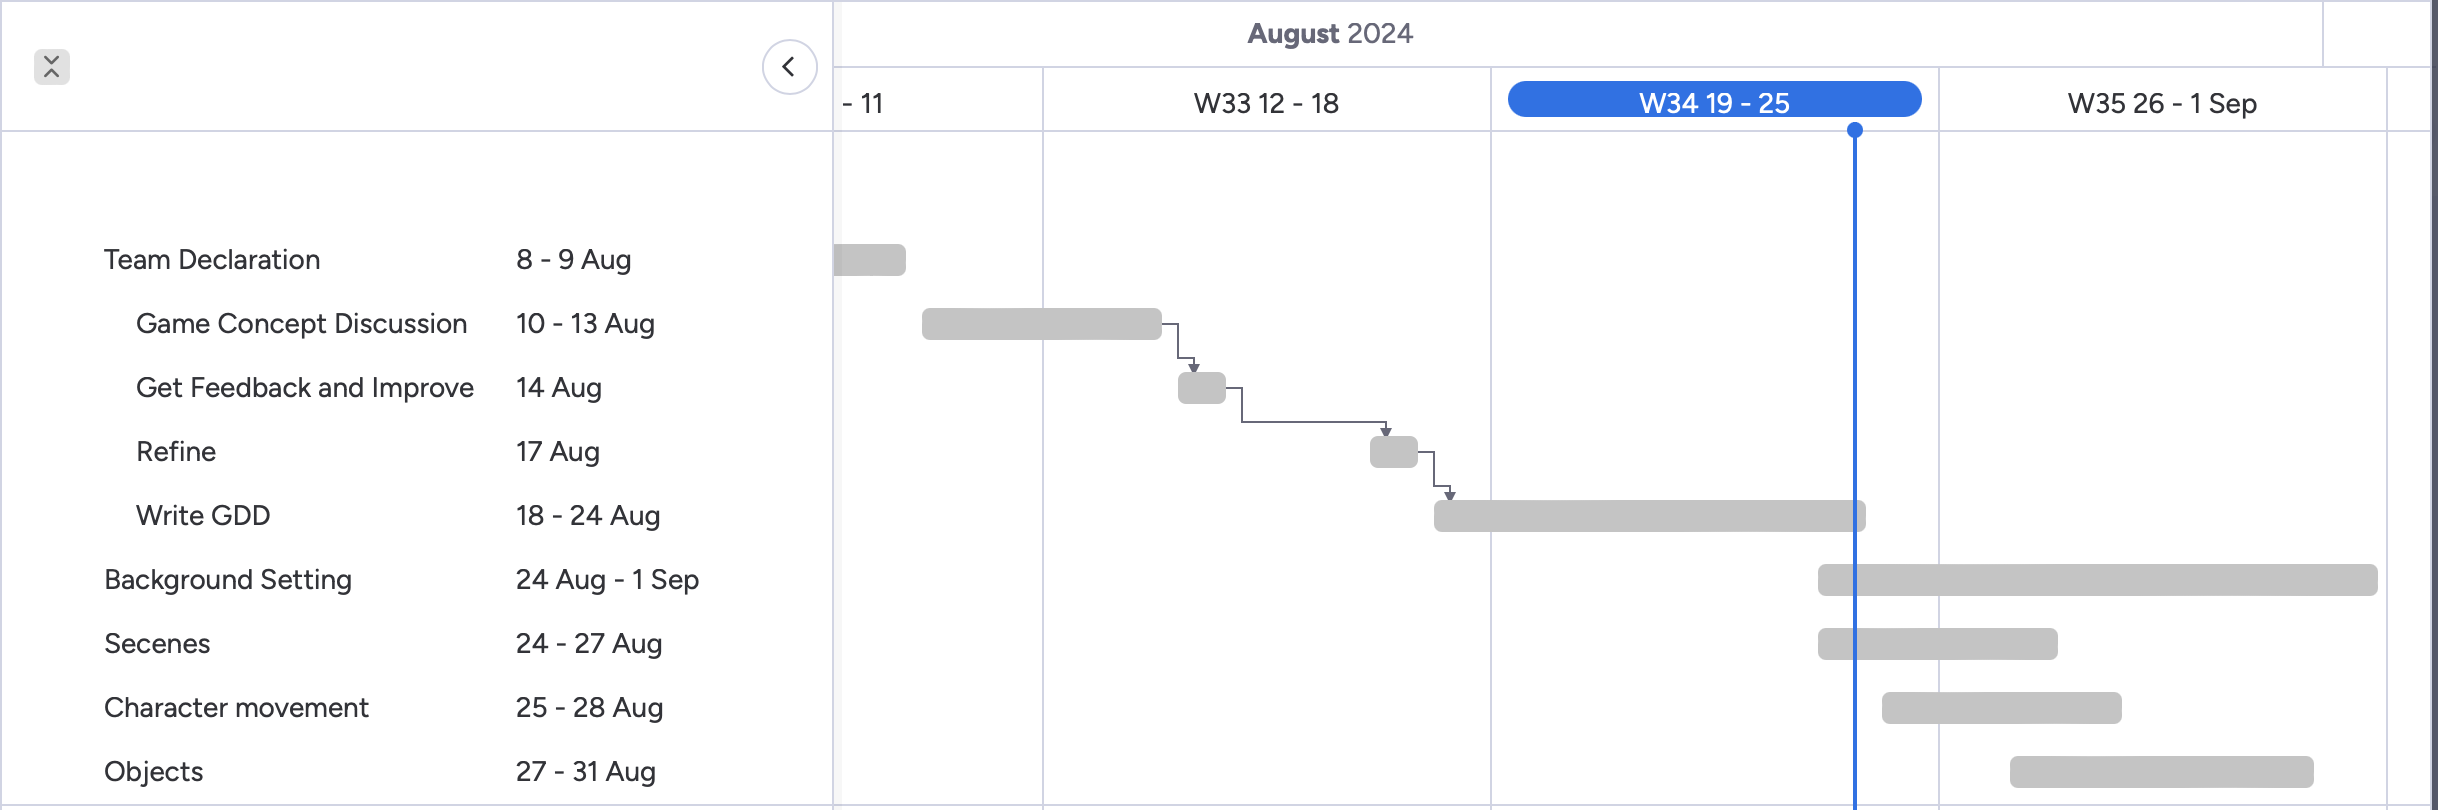 August 2024
- 11
W33 12 - 18
W34 19 - 25
W35 26 - 1 Sep
Team Declaration 8 - 9 Aug
Game Concept Discussion 10 - 13 Aug
Get Feedback and Improve 14 Aug
Refine 17 Aug
Write GDD 18 - 24 Aug
Background Setting 24 Aug - 1 Sep
Secenes 24 - 27 Aug
Character movement 25 - 28 Aug
Objects 27 - 31 Aug